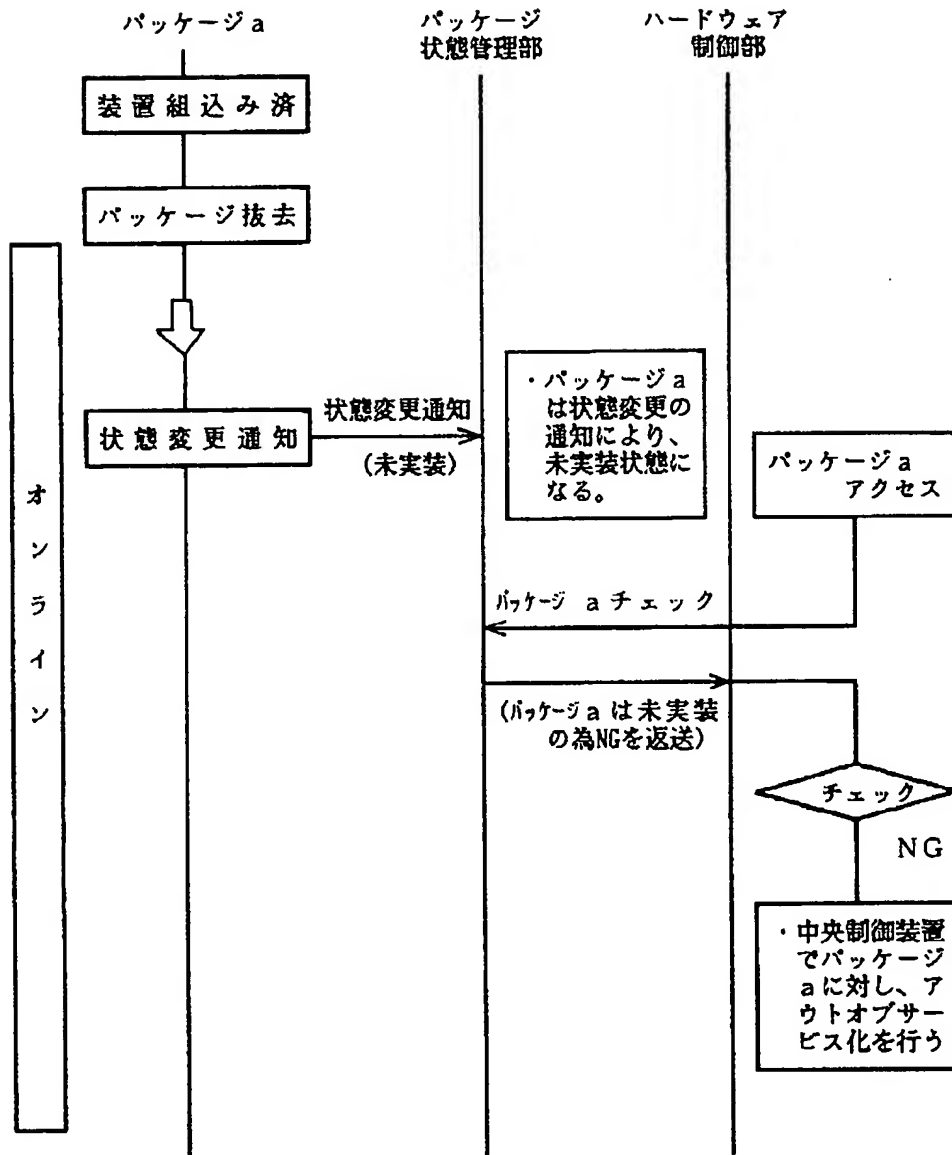 パッケージa
パッケージ
状態管理部
ハードウェア
制御部
装置組込み済
パッケージ抜去
状態変更通知
状態変更通知
(未実装)
・パッケージa
は状態変更の
通知により、
未実装状態に
なる。
パッケージa
アクセス
オンライン
パッケージ aチェック
(パッケージaは未実装
の為NGを返送)
チェック
NG
・中央制御装置
でパッケージ
aに対し、ア
ウトオブサー
ビス化を行う